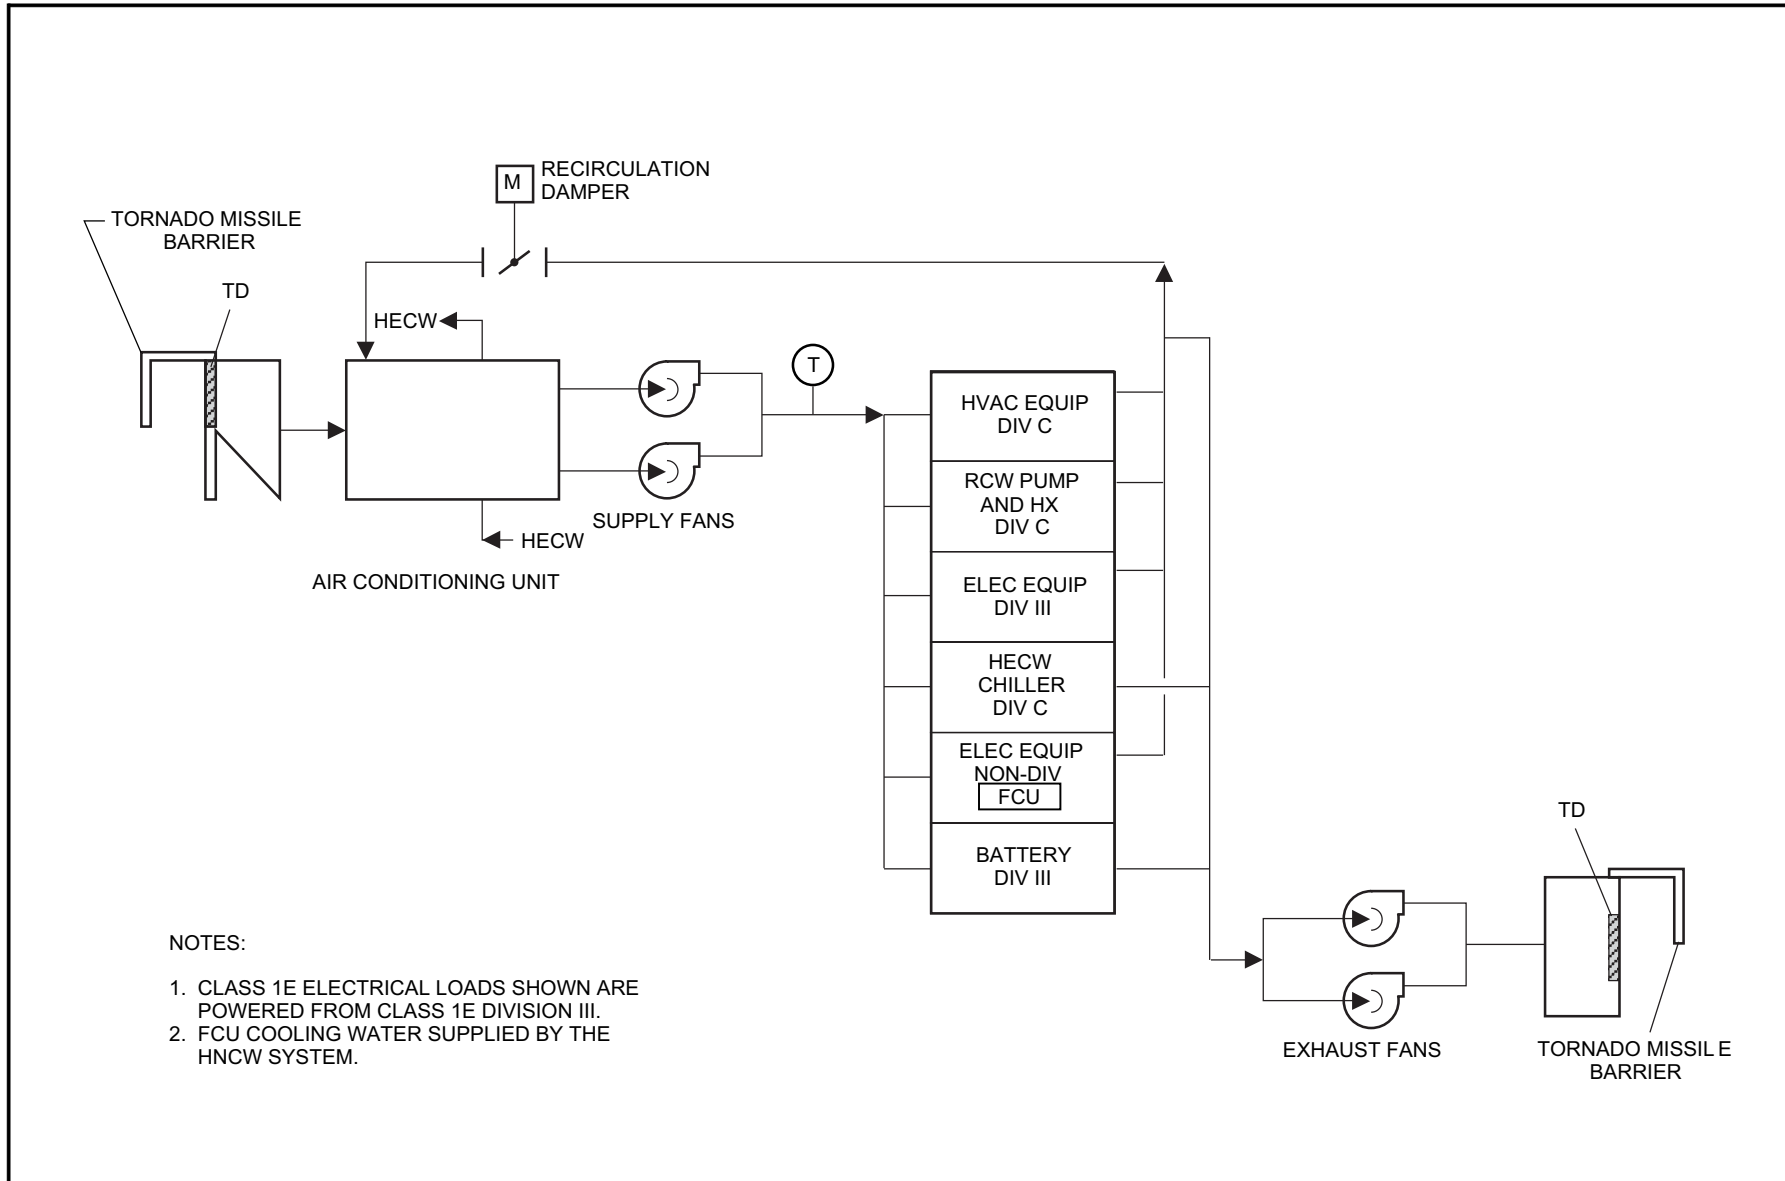 M
RECIRCULATION
DAMPER
TORNADO MISSILE
BARRIER
TD
HECW
T
SUPPLY FANS
HECW
AIR CONDITIONING UNIT
HVAC EQUIP
DIV C
RCW PUMP
AND HX
DIV C
ELEC EQUIP
DIV III
HECW
CHILLER
DIV C
ELEC EQUIP
NON-DIV
FCU
BATTERY
DIV III
TD
EXHAUST FANS
TORNADO MISSIL E
BARRIER
NOTES:
1. CLASS 1E ELECTRICAL LOADS SHOWN ARE
POWERED FROM CLASS 1E DIVISION III.
2. FCU COOLING WATER SUPPLIED BY THE
HNCW SYSTEM.